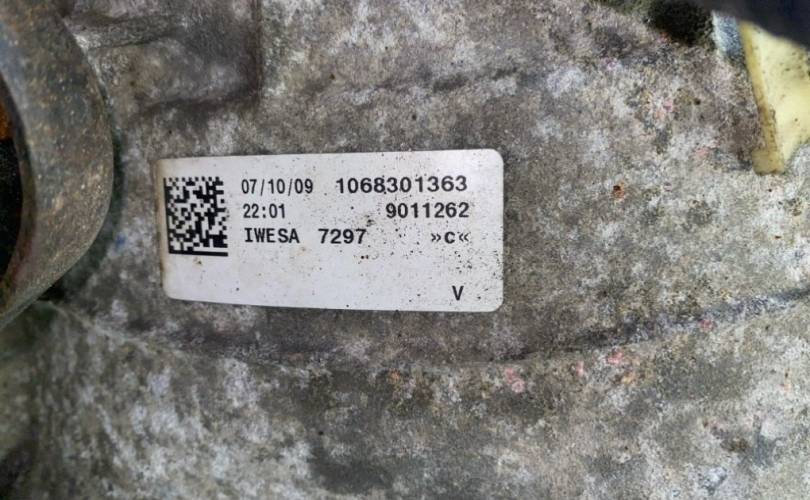 07/10/09 1068301363
22:01 9011262
IWESA 7297 »c«
V